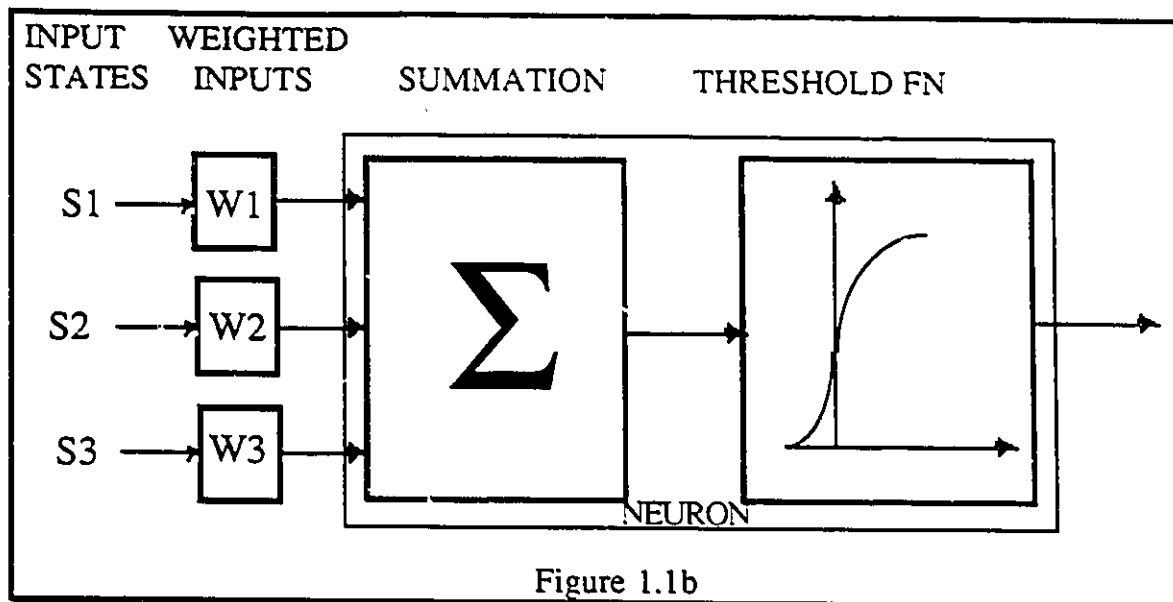 INPUT WEIGHTED
STATES INPUTS SUMMATION THRESHOLD FN
S1 W1
S2 W2
Σ
S3 W3
NEURON
Figure 1.1b